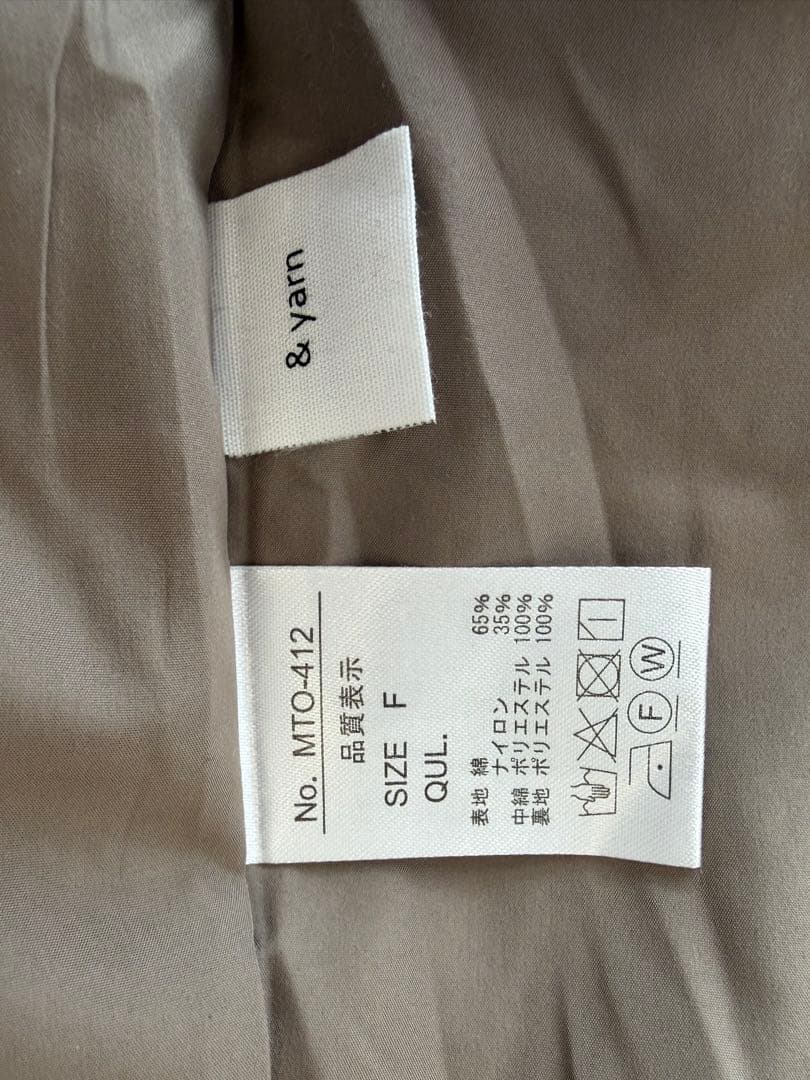 & yarn
No. MTO-412
品質表示
SIZE F
QUL.
表地 綿 65%
ナイロン 35%
中綿 ポリエステル 100%
裏地 ポリエステル 100%
F W